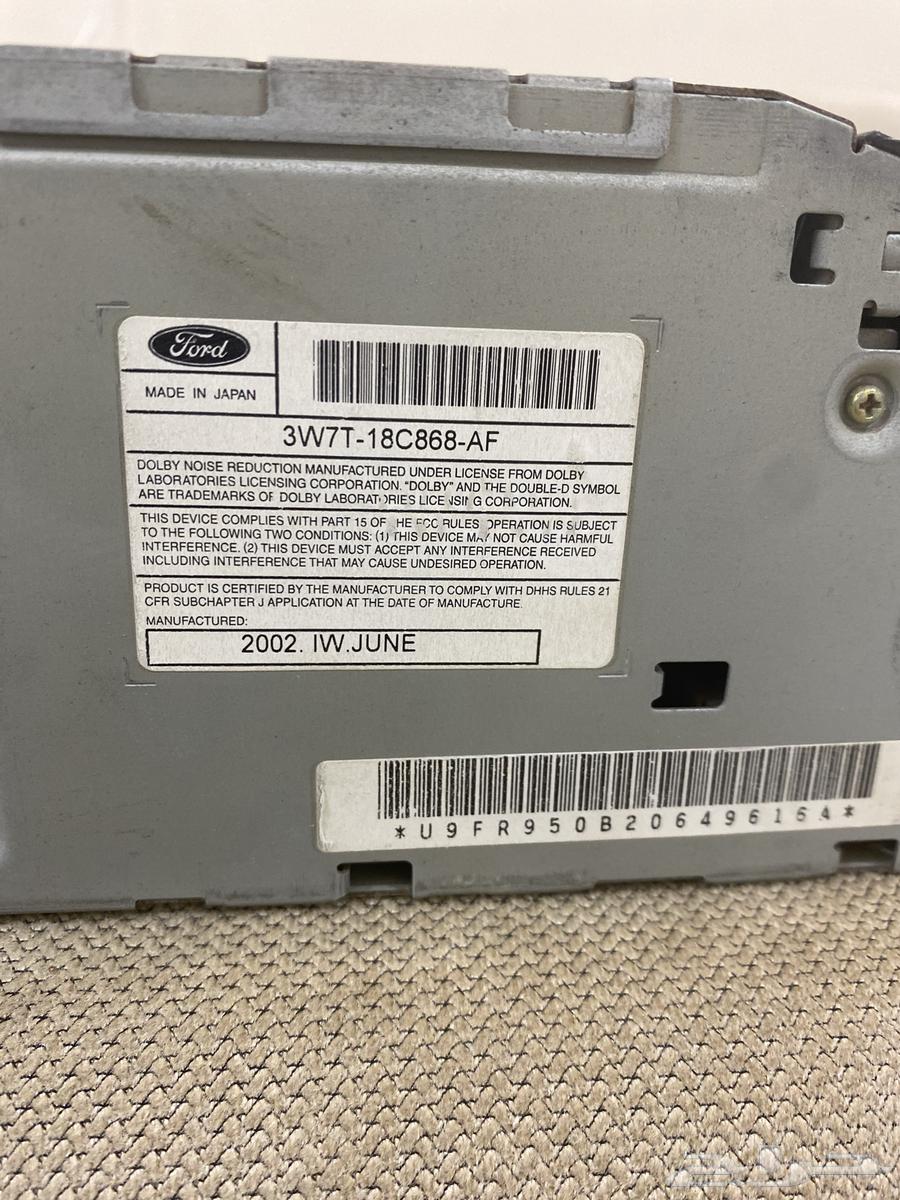 Ford
MADE IN JAPAN
3W7T-18C868-AF
DOLBY NOISE REDUCTION MANUFACTURED UNDER LICENSE FROM DOLBY
LABORATORIES LICENSING CORPORATION. "DOLBY" AND THE DOUBLE-D SYMBOL
ARE TRADEMARKS OF DOLBY LABORATORIES LICENSING CORPORATION.
THIS DEVICE COMPLIES WITH PART 15 OF THE FCC RULES OPERATION IS SUBJECT
TO THE FOLLOWING TWO CONDITIONS: (1) THIS DEVICE MAY NOT CAUSE HARMFUL
INTERFERENCE. (2) THIS DEVICE MUST ACCEPT ANY INTERFERENCE RECEIVED
INCLUDING INTERFERENCE THAT MAY CAUSE UNDESIRED OPERATION.
PRODUCT IS CERTIFIED BY THE MANUFACTURER TO COMPLY WITH DHHS RULES 21
CFR SUBCHAPTER J APPLICATION AT THE DATE OF MANUFACTURE.
MANUFACTURED:
2002. IW.JUNE
*U9FR950B20649616A*